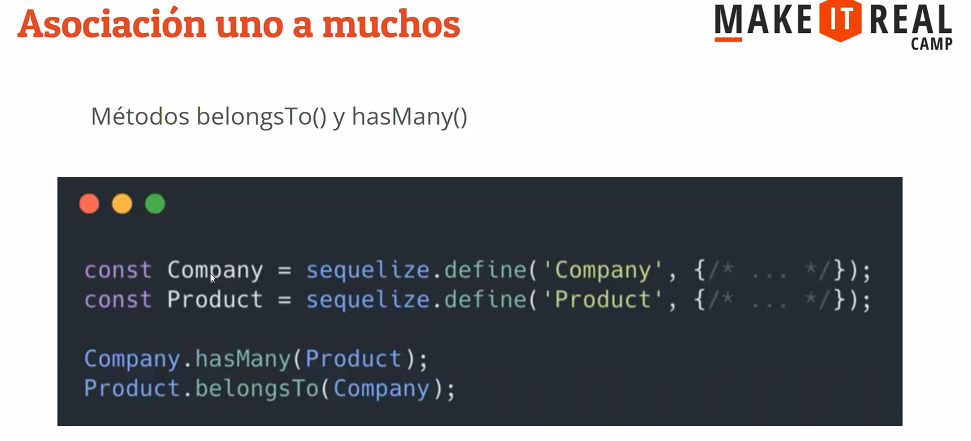 Asociación uno a muchos
MAKE IT REAL
CAMP
Métodos belongsTo() y hasMany()
const Company = sequelize.define('Company', {/* ... */});
const Product = sequelize.define('Product', {/* ... */});
Company.hasMany(Product);
Product.belongsTo(Company);